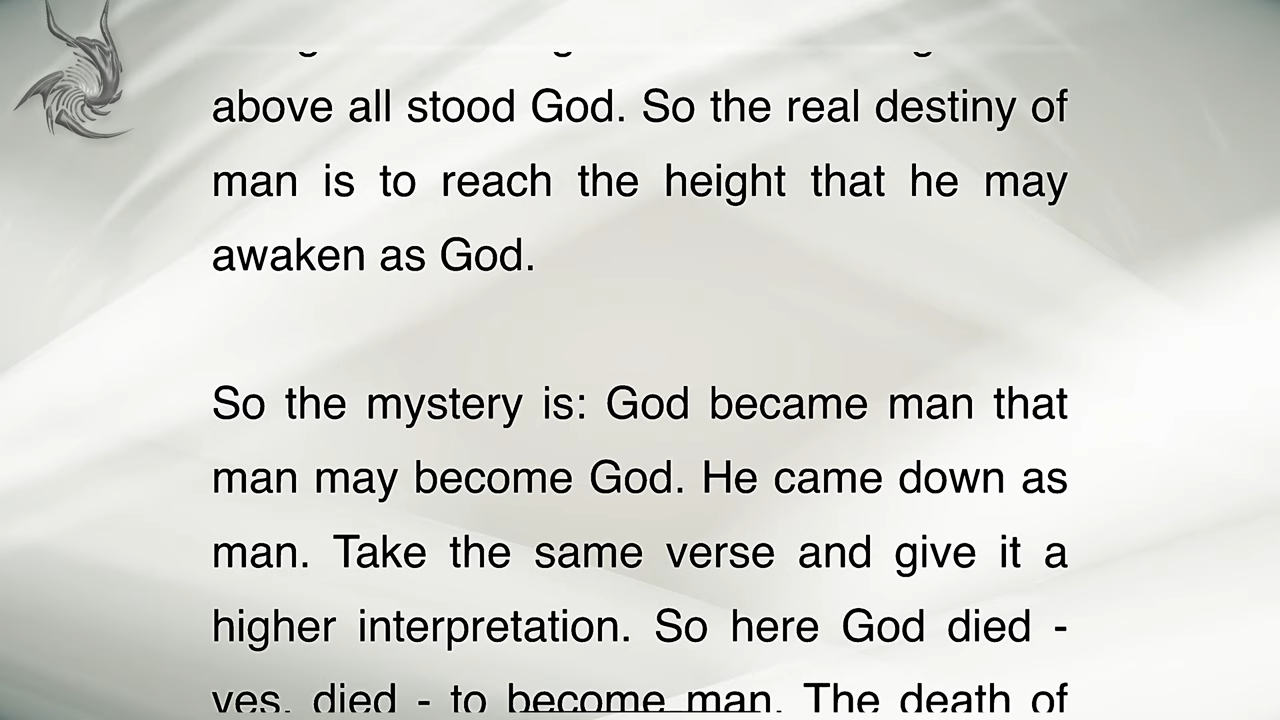 above all stood God. So the real destiny of
man is to reach the height that he may
awaken as God.
So the mystery is: God became man that
man may become God. He came down as
man. Take the same verse and give it a
higher interpretation. So here God died -
yes, died - to become man. The death of